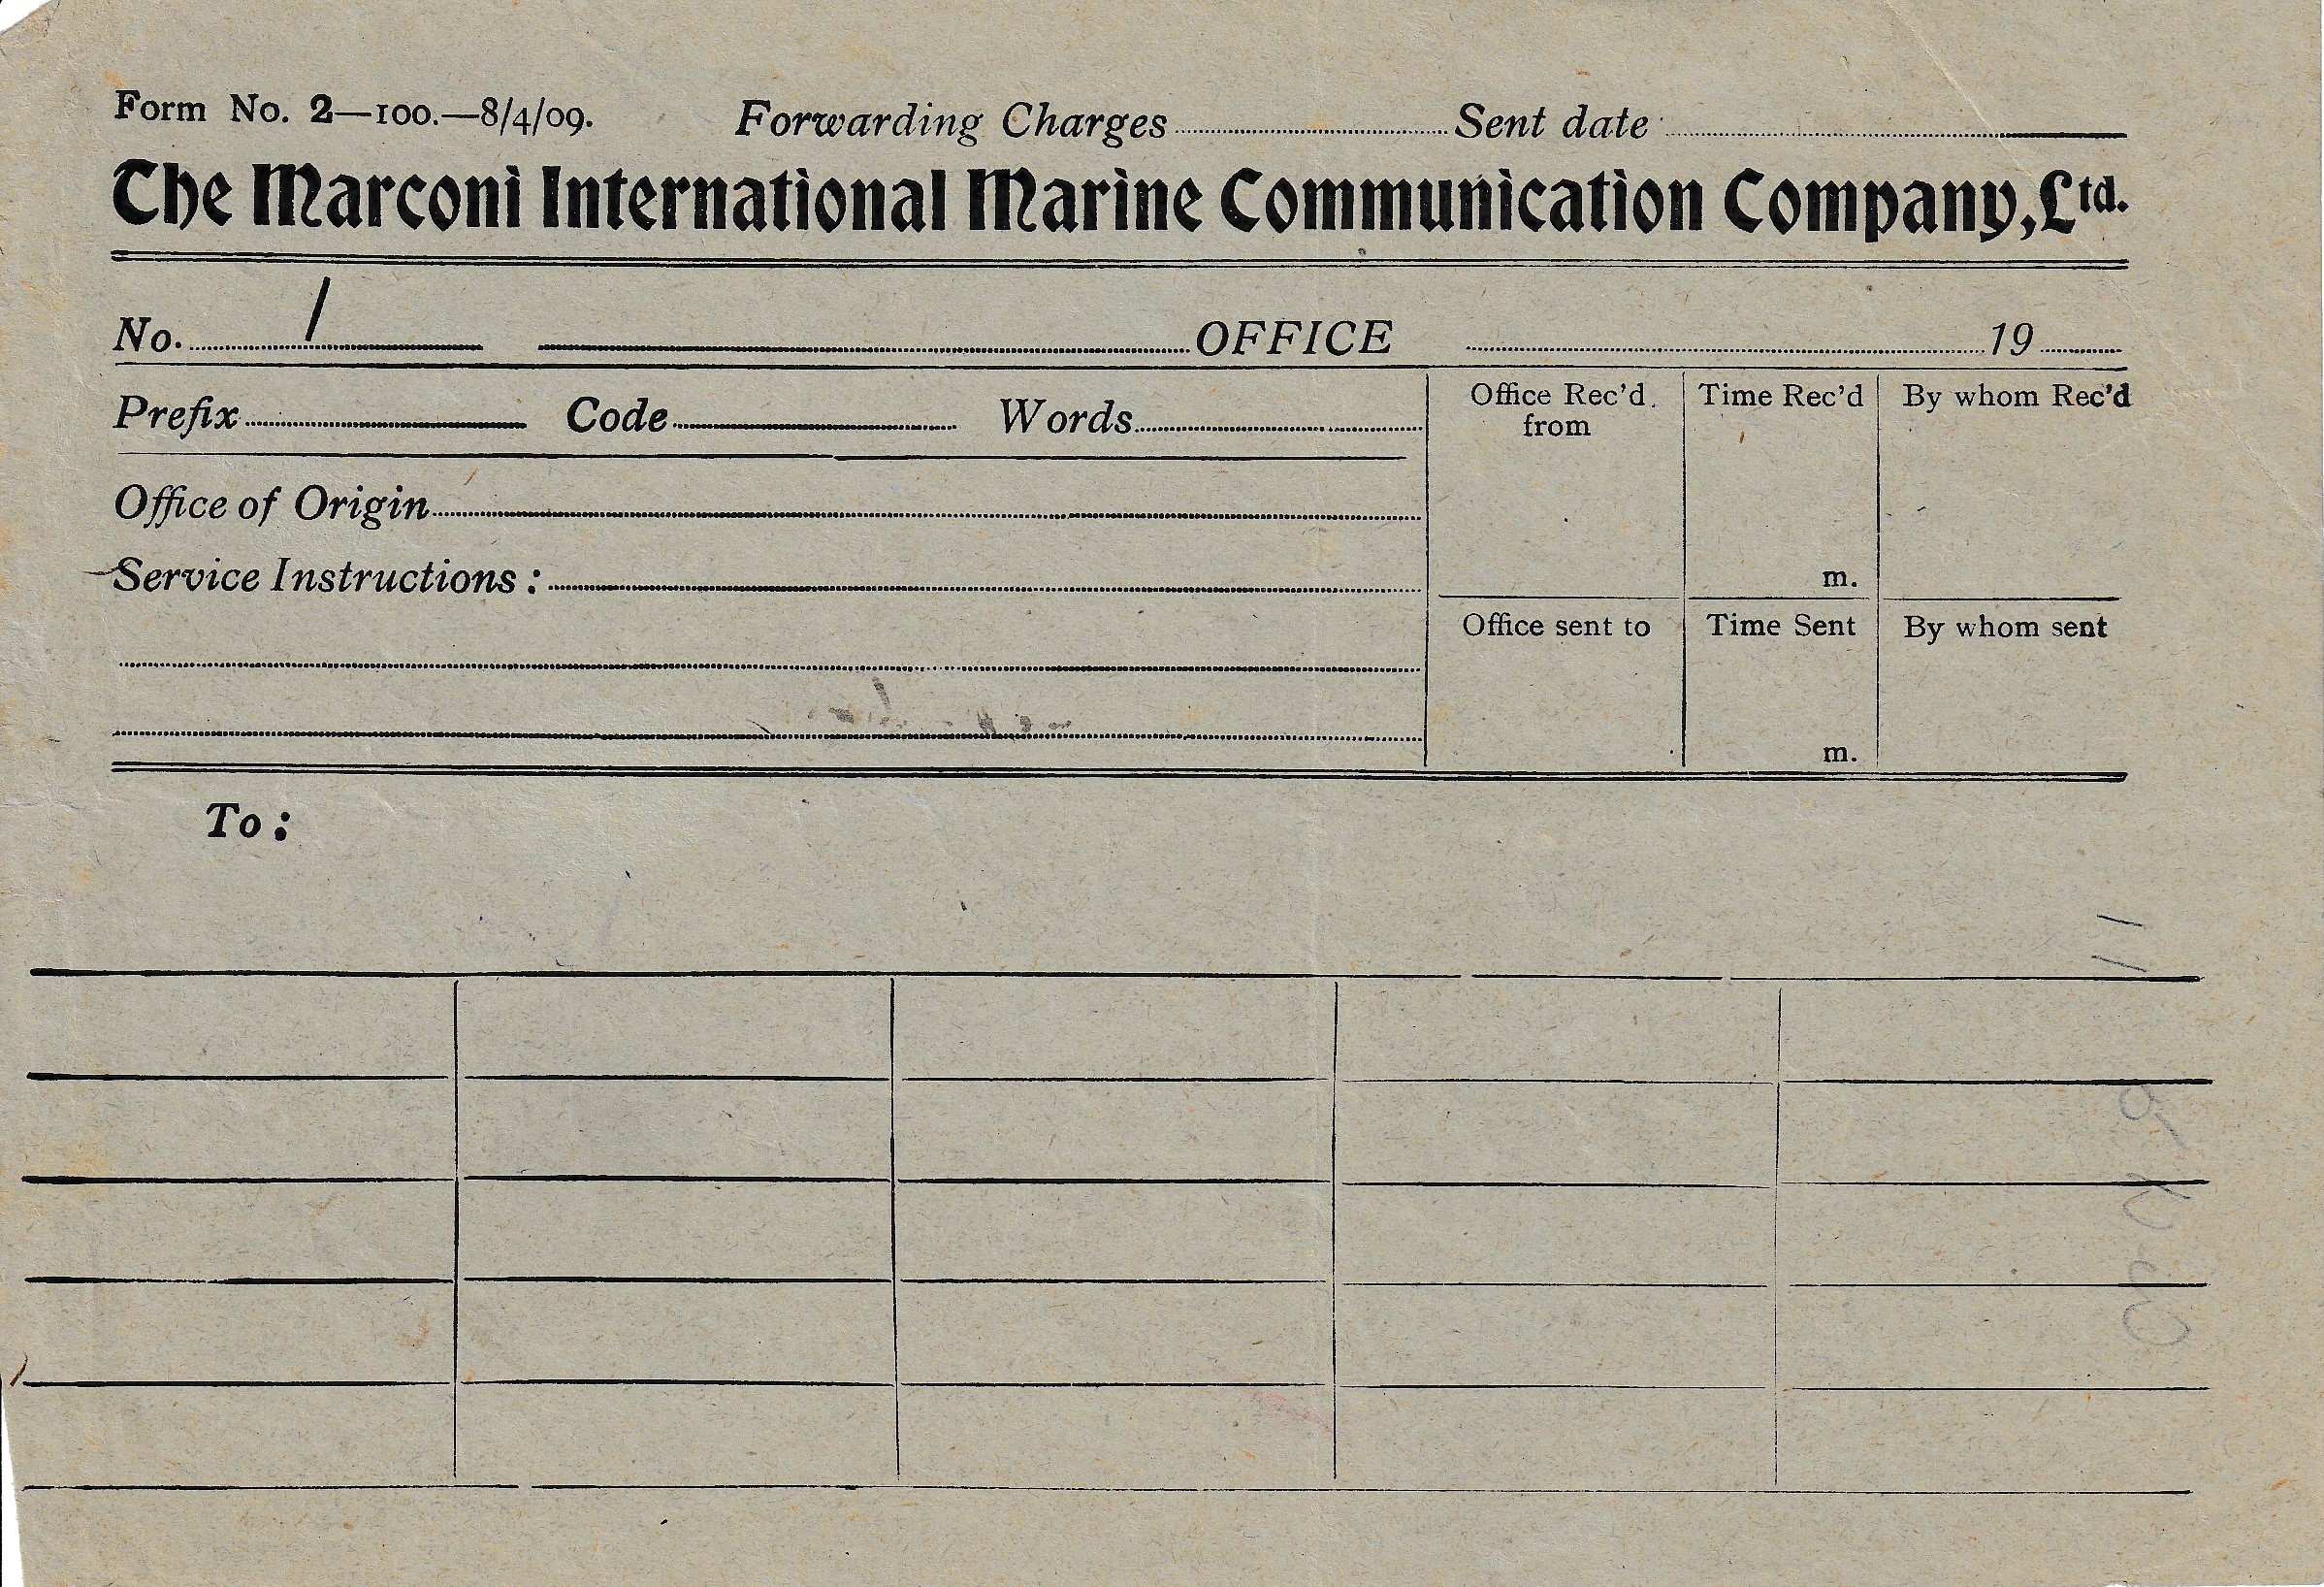 Form No. 2—100.—8/4/09. Forwarding Charges Sent date
The Marconi International Marine Communication Company, Ltd.
No. 1 OFFICE 19
Prefix Code Words
Office Rec'd from
Time Rec'd
By whom Rec'd
Office of Origin
Service Instructions :
m.
Office sent to
Time Sent
By whom sent
m.
To :